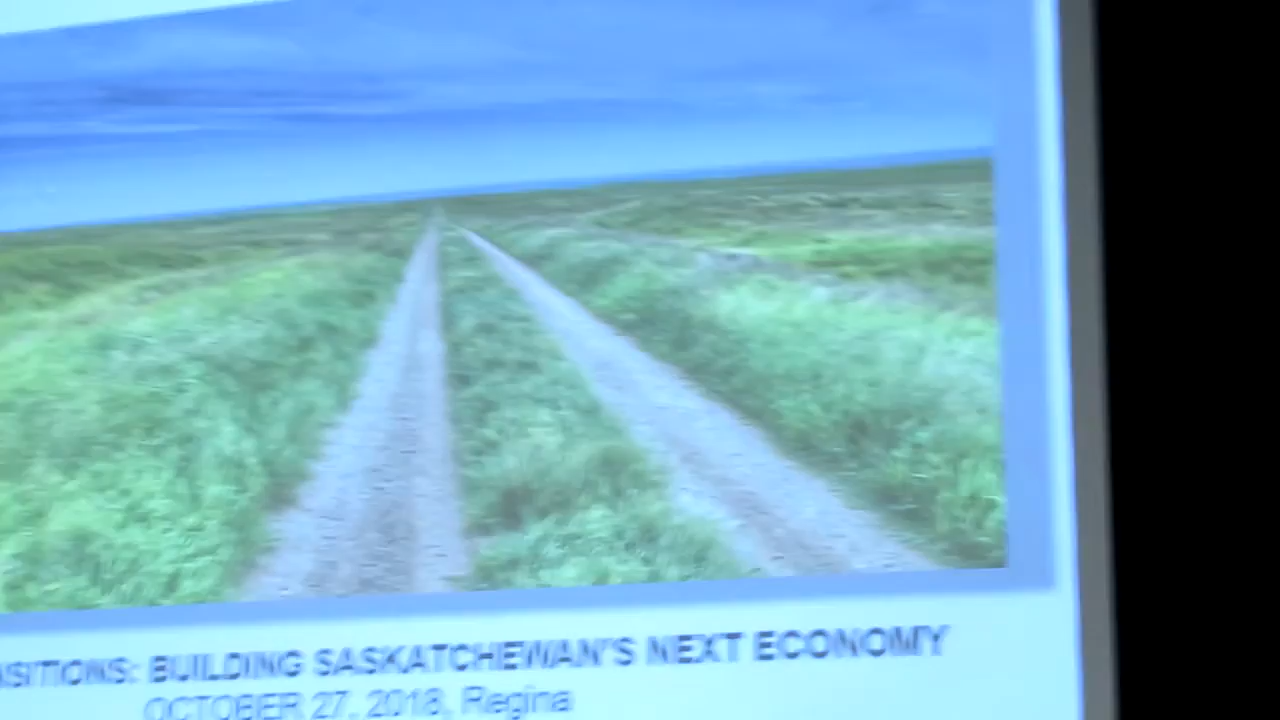 SITIONS: BUILDING SASKATCHEWAN'S NEXT ECONOMY
OCTOBER 27, 2018, Regina